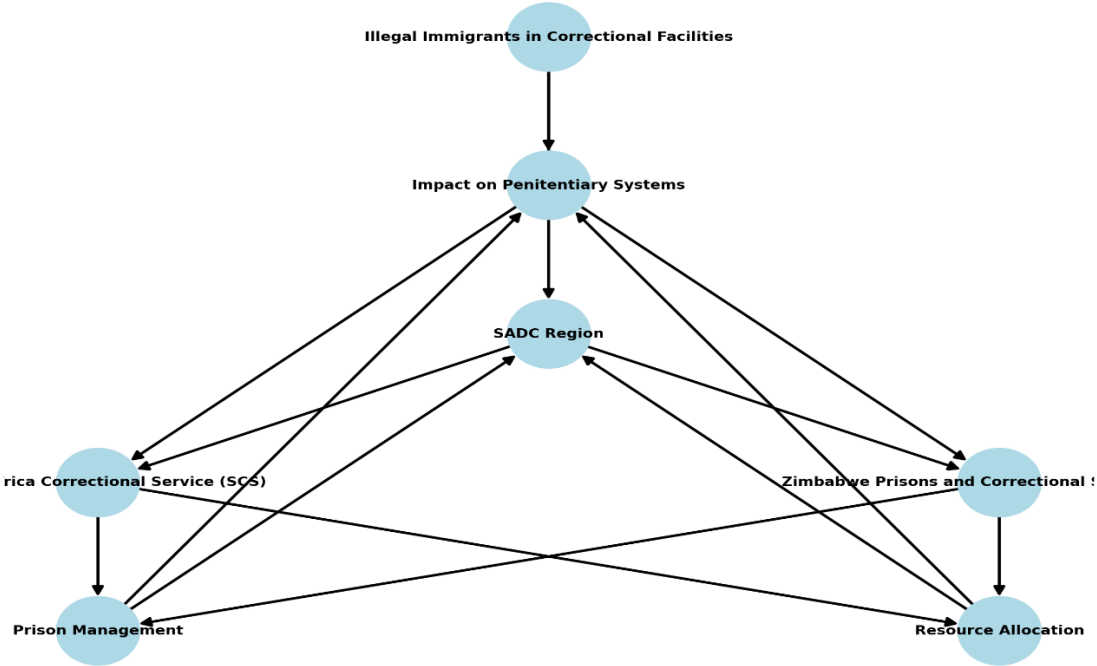 Illegal Immigrants in Correctional Facilities
Impact on Penitentiary Systems
SADC Region
rica Correctional Service (SCS)
Zimbabwe Prisons and Correctional S
Prison Management
Resource Allocation